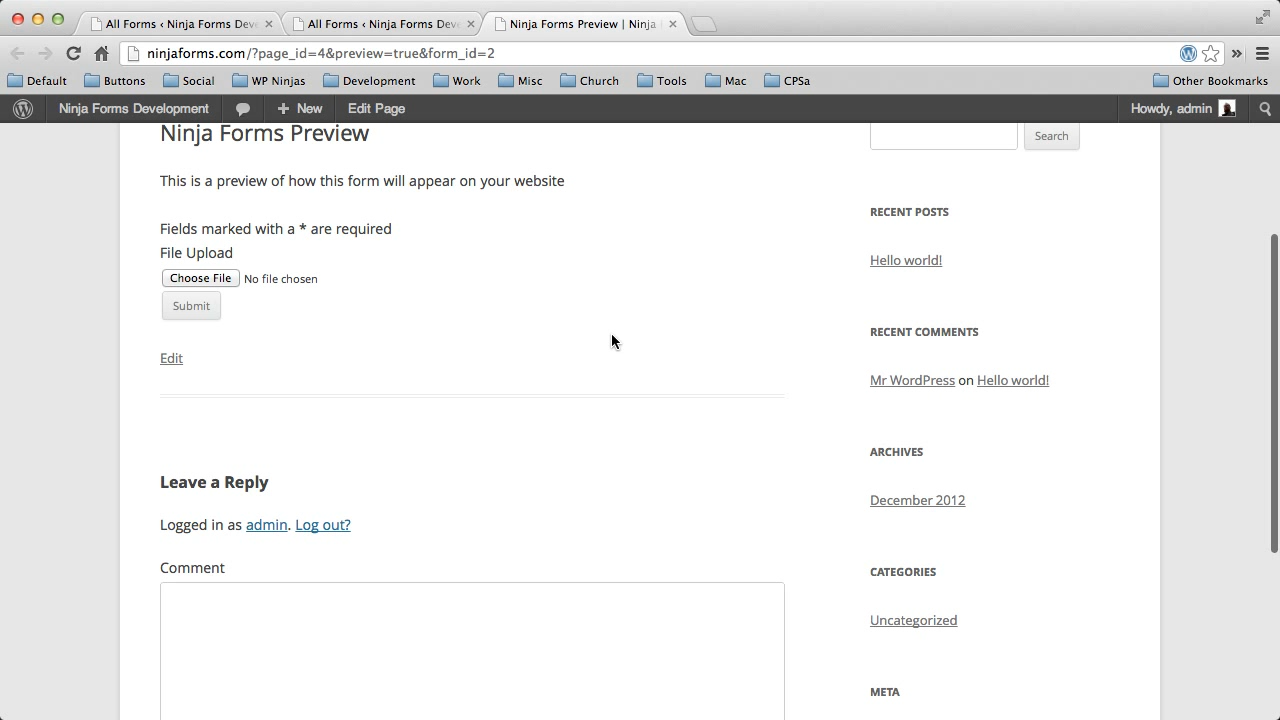 All Forms ‹ Ninja Forms Deve
All Forms ‹ Ninja Forms Deve
Ninja Forms Preview | Ninja
ninjaforms.com/?page_id=4&preview=true&form_id=2
Default
Buttons
Social
WP Ninjas
Development
Work
Misc
Church
Tools
Mac
CPSa
Other Bookmarks
Ninja Forms Development
New
Edit Page
Howdy, admin
Ninja Forms Preview
This is a preview of how this form will appear on your website
Fields marked with a * are required
File Upload
Choose File No file chosen
Submit
Edit
Leave a Reply
Logged in as admin. Log out?
Comment
Search
RECENT POSTS
Hello world!
RECENT COMMENTS
Mr WordPress on Hello world!
ARCHIVES
December 2012
CATEGORIES
Uncategorized
META